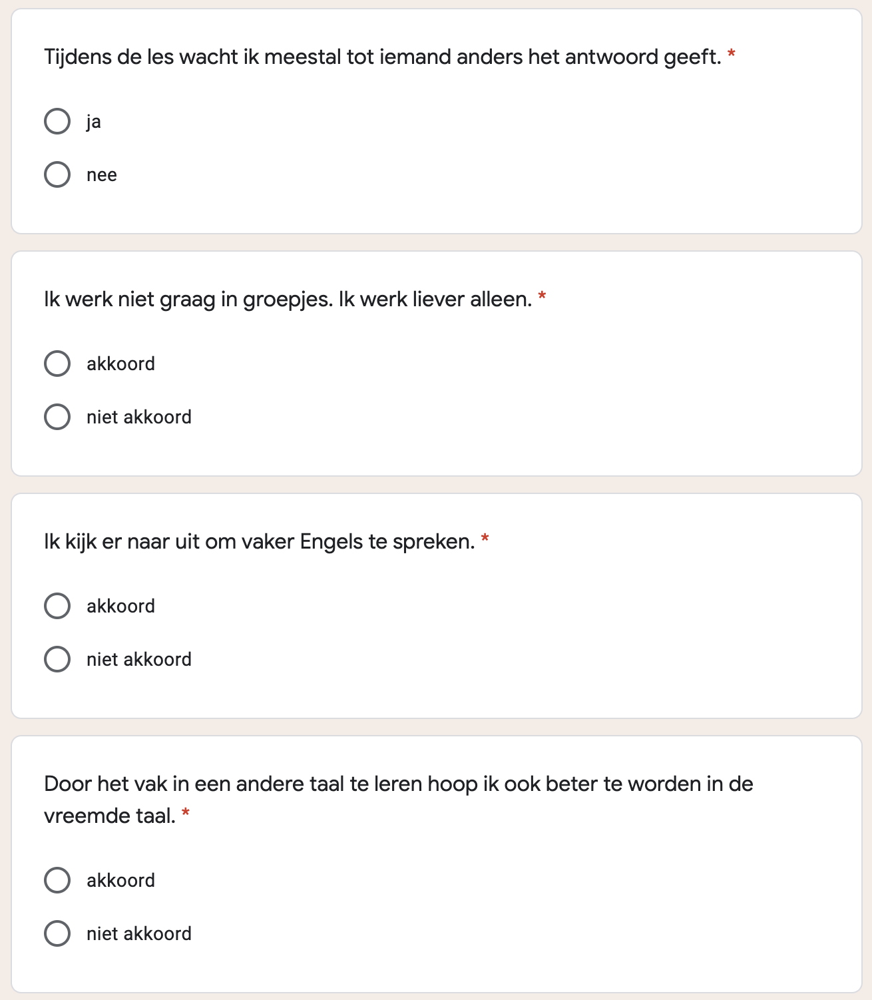 Tijdens de les wacht ik meestal tot iemand anders het antwoord geeft. *
ja
nee
Ik werk niet graag in groepjes. Ik werk liever alleen. *
akkoord
niet akkoord
Ik kijk er naar uit om vaker Engels te spreken. *
akkoord
niet akkoord
Door het vak in een andere taal te leren hoop ik ook beter te worden in de
vreemde taal. *
akkoord
niet akkoord